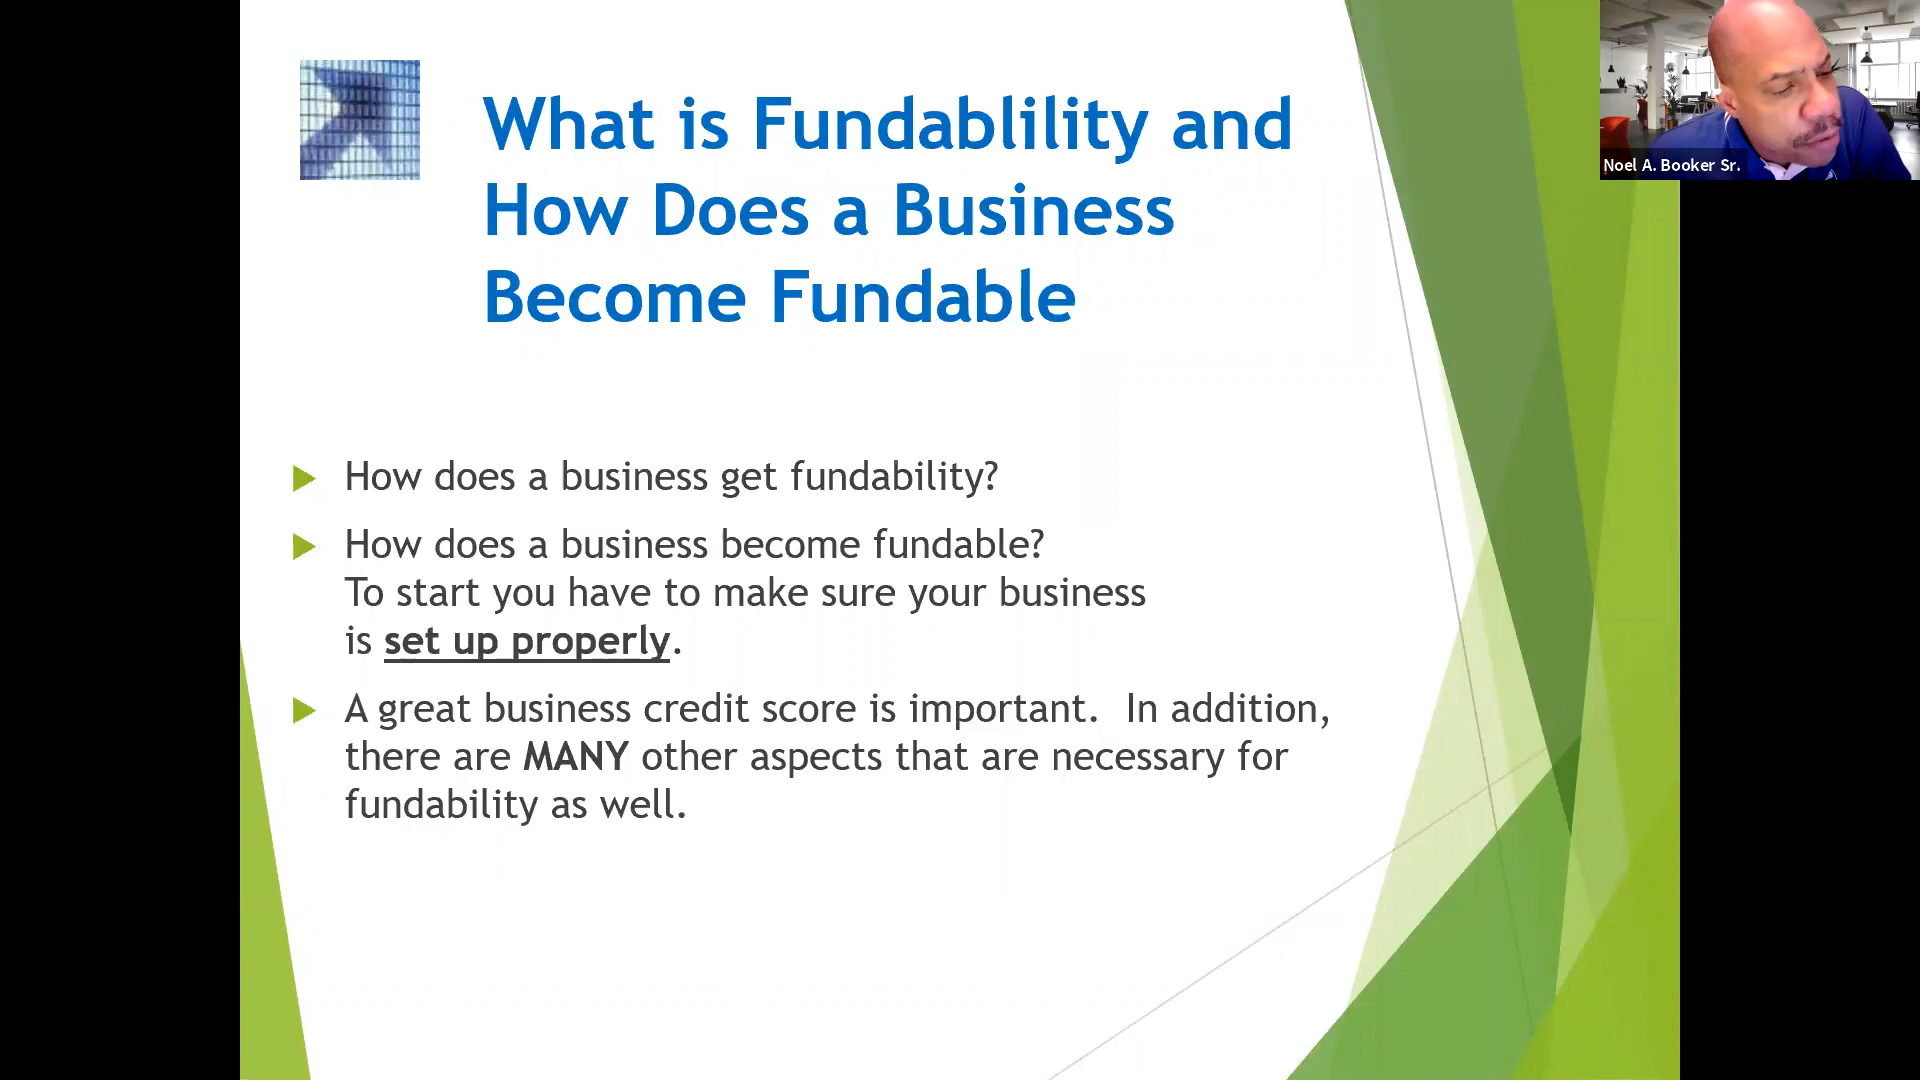 What is Fundablility and
How Does a Business
Become Fundable
How does a business get fundability?
How does a business become fundable?
To start you have to make sure your business
is set up properly.
A great business credit score is important.  In addition,
there are MANY other aspects that are necessary for
fundability as well.
Noel A. Booker Sr.